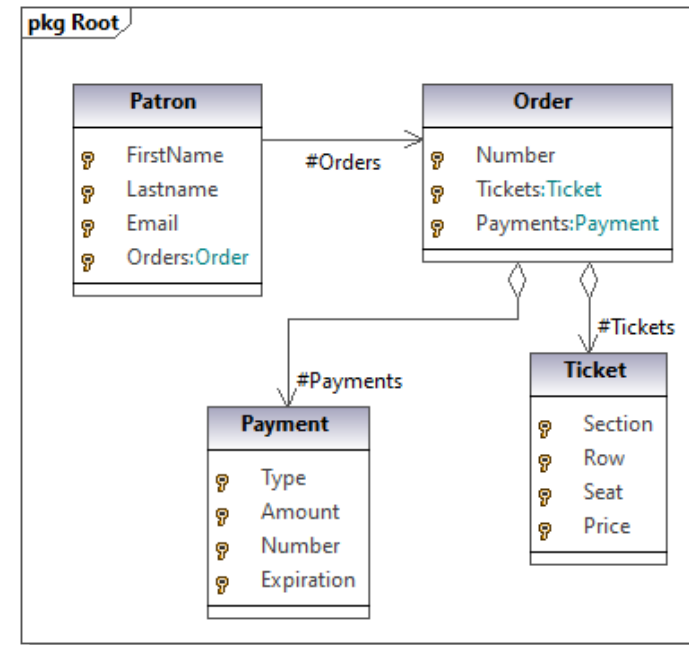 pkg Root
Patron
FirstName
Lastname
Email
Orders:Order
#Orders
Order
Number
Tickets:Ticket
Payments:Payment
#Payments
#Tickets
Payment
Type
Amount
Number
Expiration
Ticket
Section
Row
Seat
Price